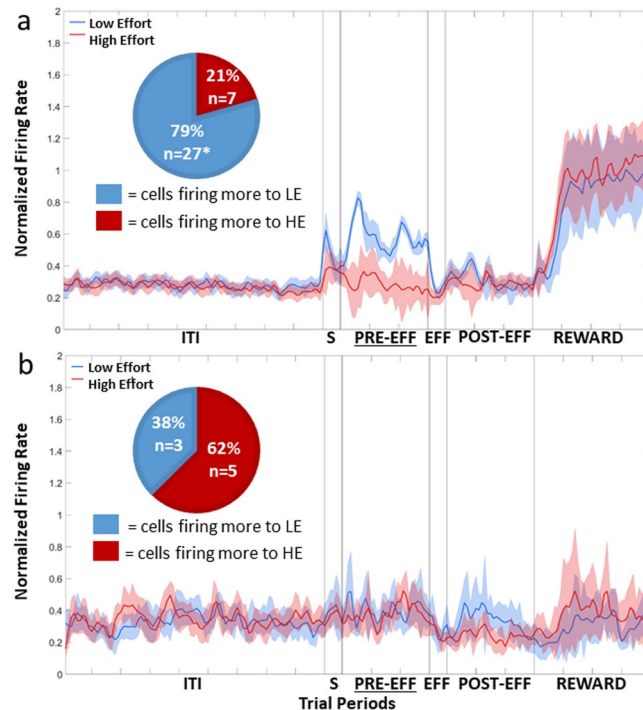 a
Low Effort
High Effort
Normalized Firing Rate
2
1.8
1.6
1.4
1.2
1
0.8
0.6
0.4
0.2
0
21%
n=7
79%
n=27*
= cells firing more to LE
= cells firing more to HE
ITI S PRE-EFF EFF POST-EFF REWARD
b
Low Effort
High Effort
Normalized Firing Rate
2
1.8
1.6
1.4
1.2
1
0.8
0.6
0.4
0.2
0
38%
n=3
62%
n=5
= cells firing more to LE
= cells firing more to HE
ITI S PRE-EFF EFF POST-EFF REWARD
Trial Periods